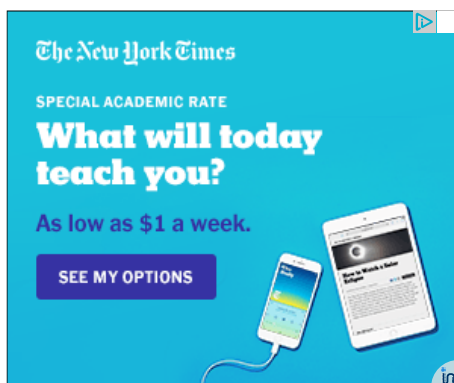 The New York Times
SPECIAL ACADEMIC RATE
What will today
teach you?
As low as $1 a week.
SEE MY OPTIONS
How to Watch a Solar
Eclipse